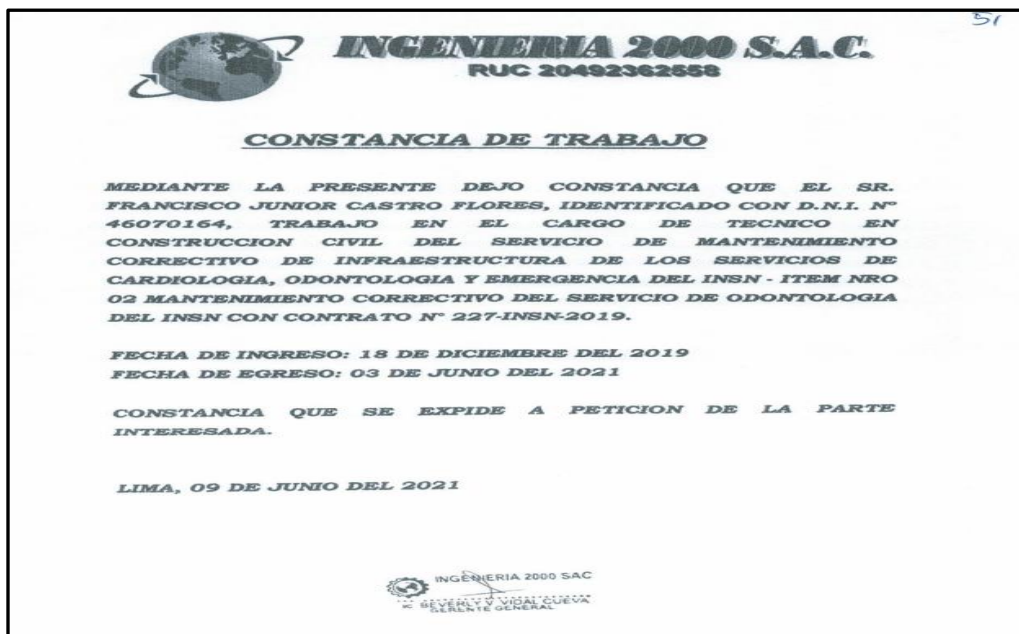 51
INGENIERIA 2000 S.A.C.
RUC 20492362558
CONSTANCIA DE TRABAJO
MEDIANTE LA PRESENTE DEJO CONSTANCIA QUE EL SR.
FRANCISCO JUNIOR CASTRO FLORES, IDENTIFICADO CON D.N.I. N°
46070164, TRABAJO EN EL CARGO DE TECNICO EN
CONSTRUCCION CIVIL DEL SERVICIO DE MANTENIMIENTO
CORRECTIVO DE INFRAESTRUCTURA DE LOS SERVICIOS DE
CARDIOLOGIA, ODONTOLOGIA Y EMERGENCIA DEL INSN - ITEM NRO
02 MANTENIMIENTO CORRECTIVO DEL SERVICIO DE ODONTOLOGIA
DEL INSN CON CONTRATO N° 227-INSN-2019.
FECHA DE INGRESO: 18 DE DICIEMBRE DEL 2019
FECHA DE EGRESO: 03 DE JUNIO DEL 2021
CONSTANCIA QUE SE EXPIDE A PETICION DE LA PARTE
INTERESADA.
LIMA, 09 DE JUNIO DEL 2021
INGENIERIA 2000 SAC
BEVERLY V. VIDAL CUEVA
GERENTE GENERAL